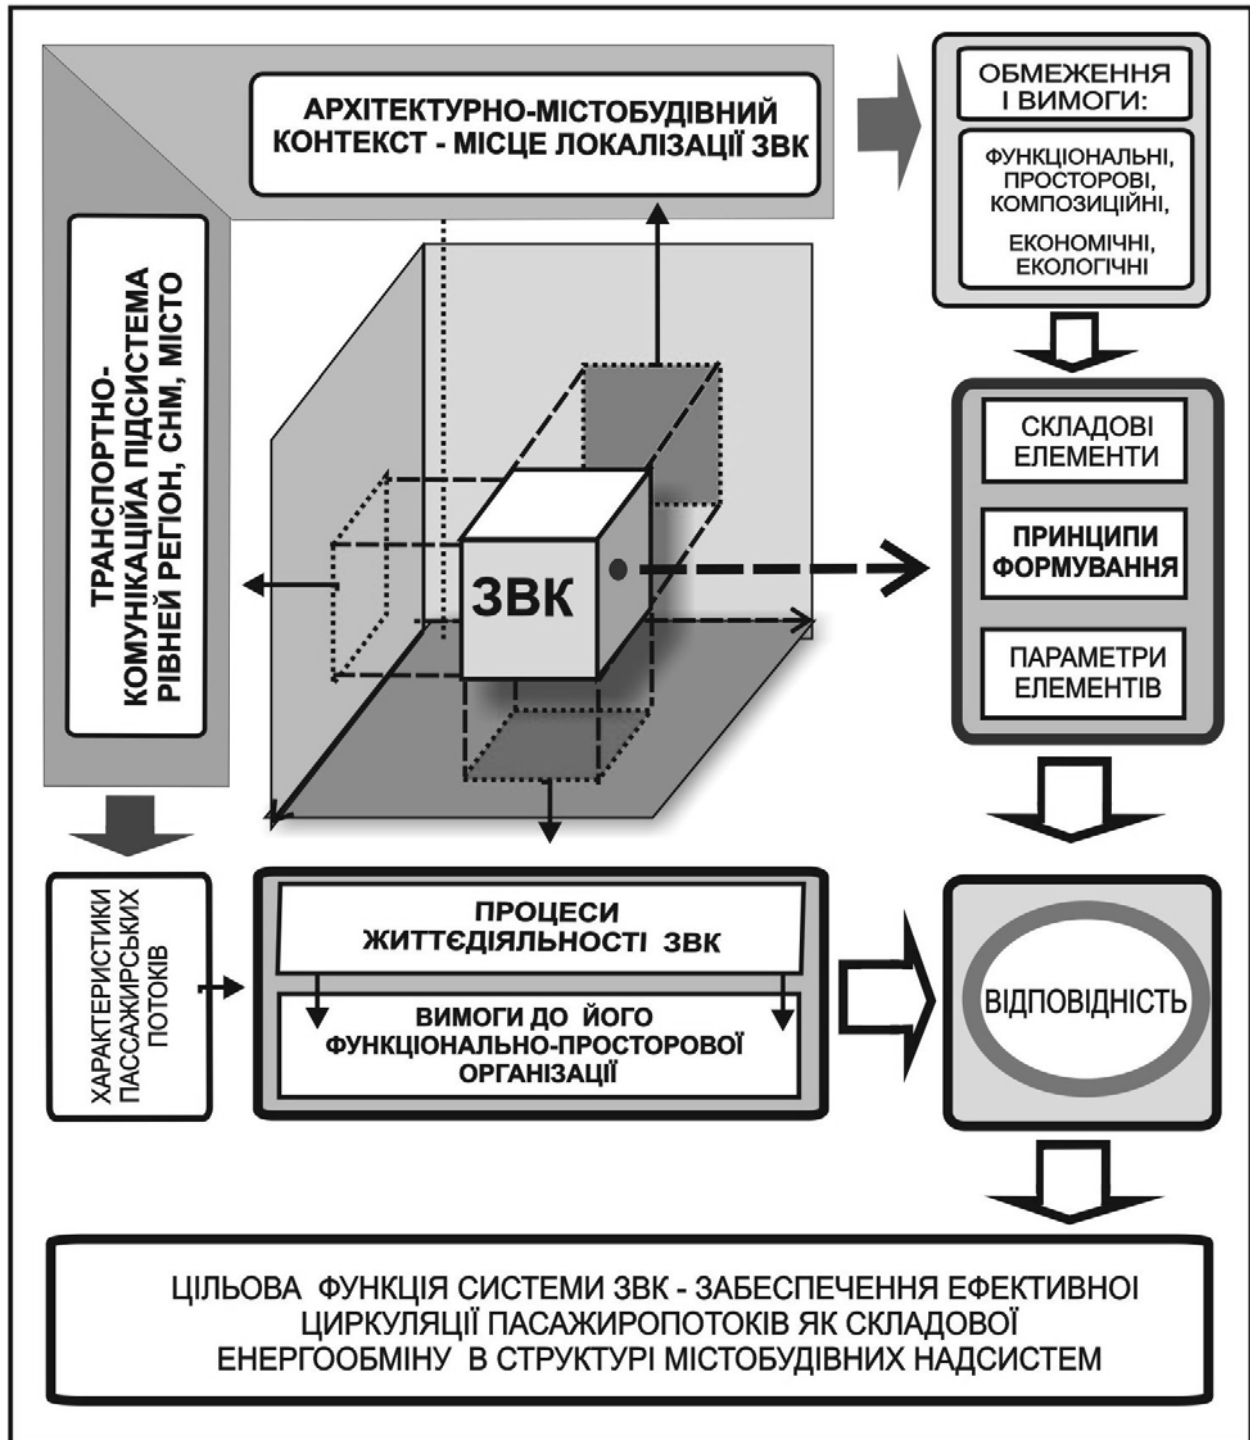 АРХІТЕКТУРНО-МІСТОБУДІВНИЙ
КОНТЕКСТ - МІСЦЕ ЛОКАЛІЗАЦІЇ ЗВК
ОБМЕЖЕННЯ
І ВИМОГИ:
ФУНКЦІОНАЛЬНІ,
ПРОСТОРОВІ,
КОМПОЗИЦІЙНІ,
ЕКОНОМІЧНІ,
ЕКОЛОГІЧНІ
ТРАНСПОРТНО-
КОМУНІКАЦІЙА ПІДСИСТЕМА
РІВНЕЙ РЕГІОН, СНМ, МІСТО
ЗВК
СКЛАДОВІ
ЕЛЕМЕНТИ
ПРИНЦИПИ
ФОРМУВАННЯ
ПАРАМЕТРИ
ЕЛЕМЕНТІВ
ХАРАКТЕРИСТИКИ
ПАССАЖИРСЬКИХ
ПОТОКІВ
ПРОЦЕСИ
ЖИТТЄДІЯЛЬНОСТІ ЗВК
ВИМОГИ ДО ЙОГО
ФУНКЦІОНАЛЬНО-ПРОСТОРОВОЇ
ОРГАНІЗАЦІЇ
ВІДПОВІДНІСТЬ
ЦІЛЬОВА ФУНКЦІЯ СИСТЕМИ ЗВК - ЗАБЕСПЕЧЕННЯ ЕФЕКТИВНОЇ
ЦИРКУЛЯЦІЇ ПАСАЖИРОПОТОКІВ ЯК СКЛАДОВОЇ
ЕНЕРГООБМІНУ В СТРУКТУРІ МІСТОБУДІВНИХ НАДСИСТЕМ